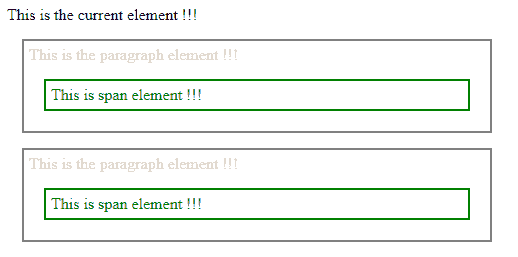 This is the current element !!!
This is the paragraph element !!!
This is span element !!!
This is the paragraph element !!!
This is span element !!!